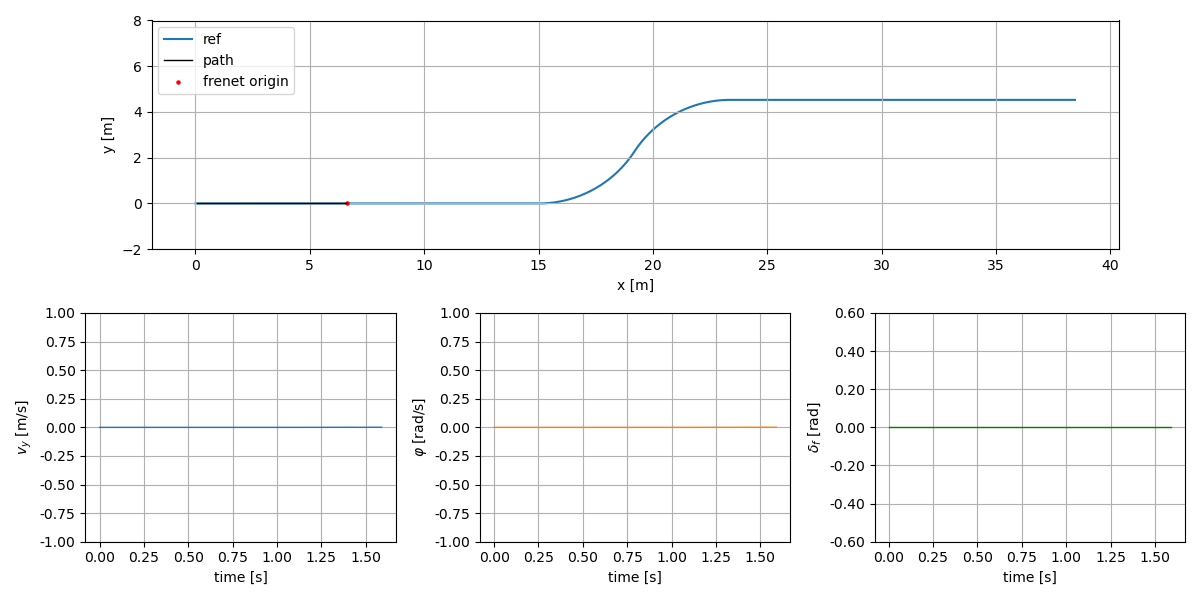 8
6
4
2
0
−2
y [m]
ref
path
frenet origin
0 5 10 15 20 25 30 35 40
x [m]
1.00
0.75
0.50
0.25
0.00
-0.25
-0.50
-0.75
-1.00
v_y [m/s]
0.00 0.25 0.50 0.75 1.00 1.25 1.50
time [s]
1.00
0.75
0.50
0.25
0.00
-0.25
-0.50
-0.75
-1.00
φ [rad/s]
0.00 0.25 0.50 0.75 1.00 1.25 1.50
time [s]
0.60
0.40
0.20
0.00
-0.20
-0.40
-0.60
δ_f [rad]
0.00 0.25 0.50 0.75 1.00 1.25 1.50
time [s]